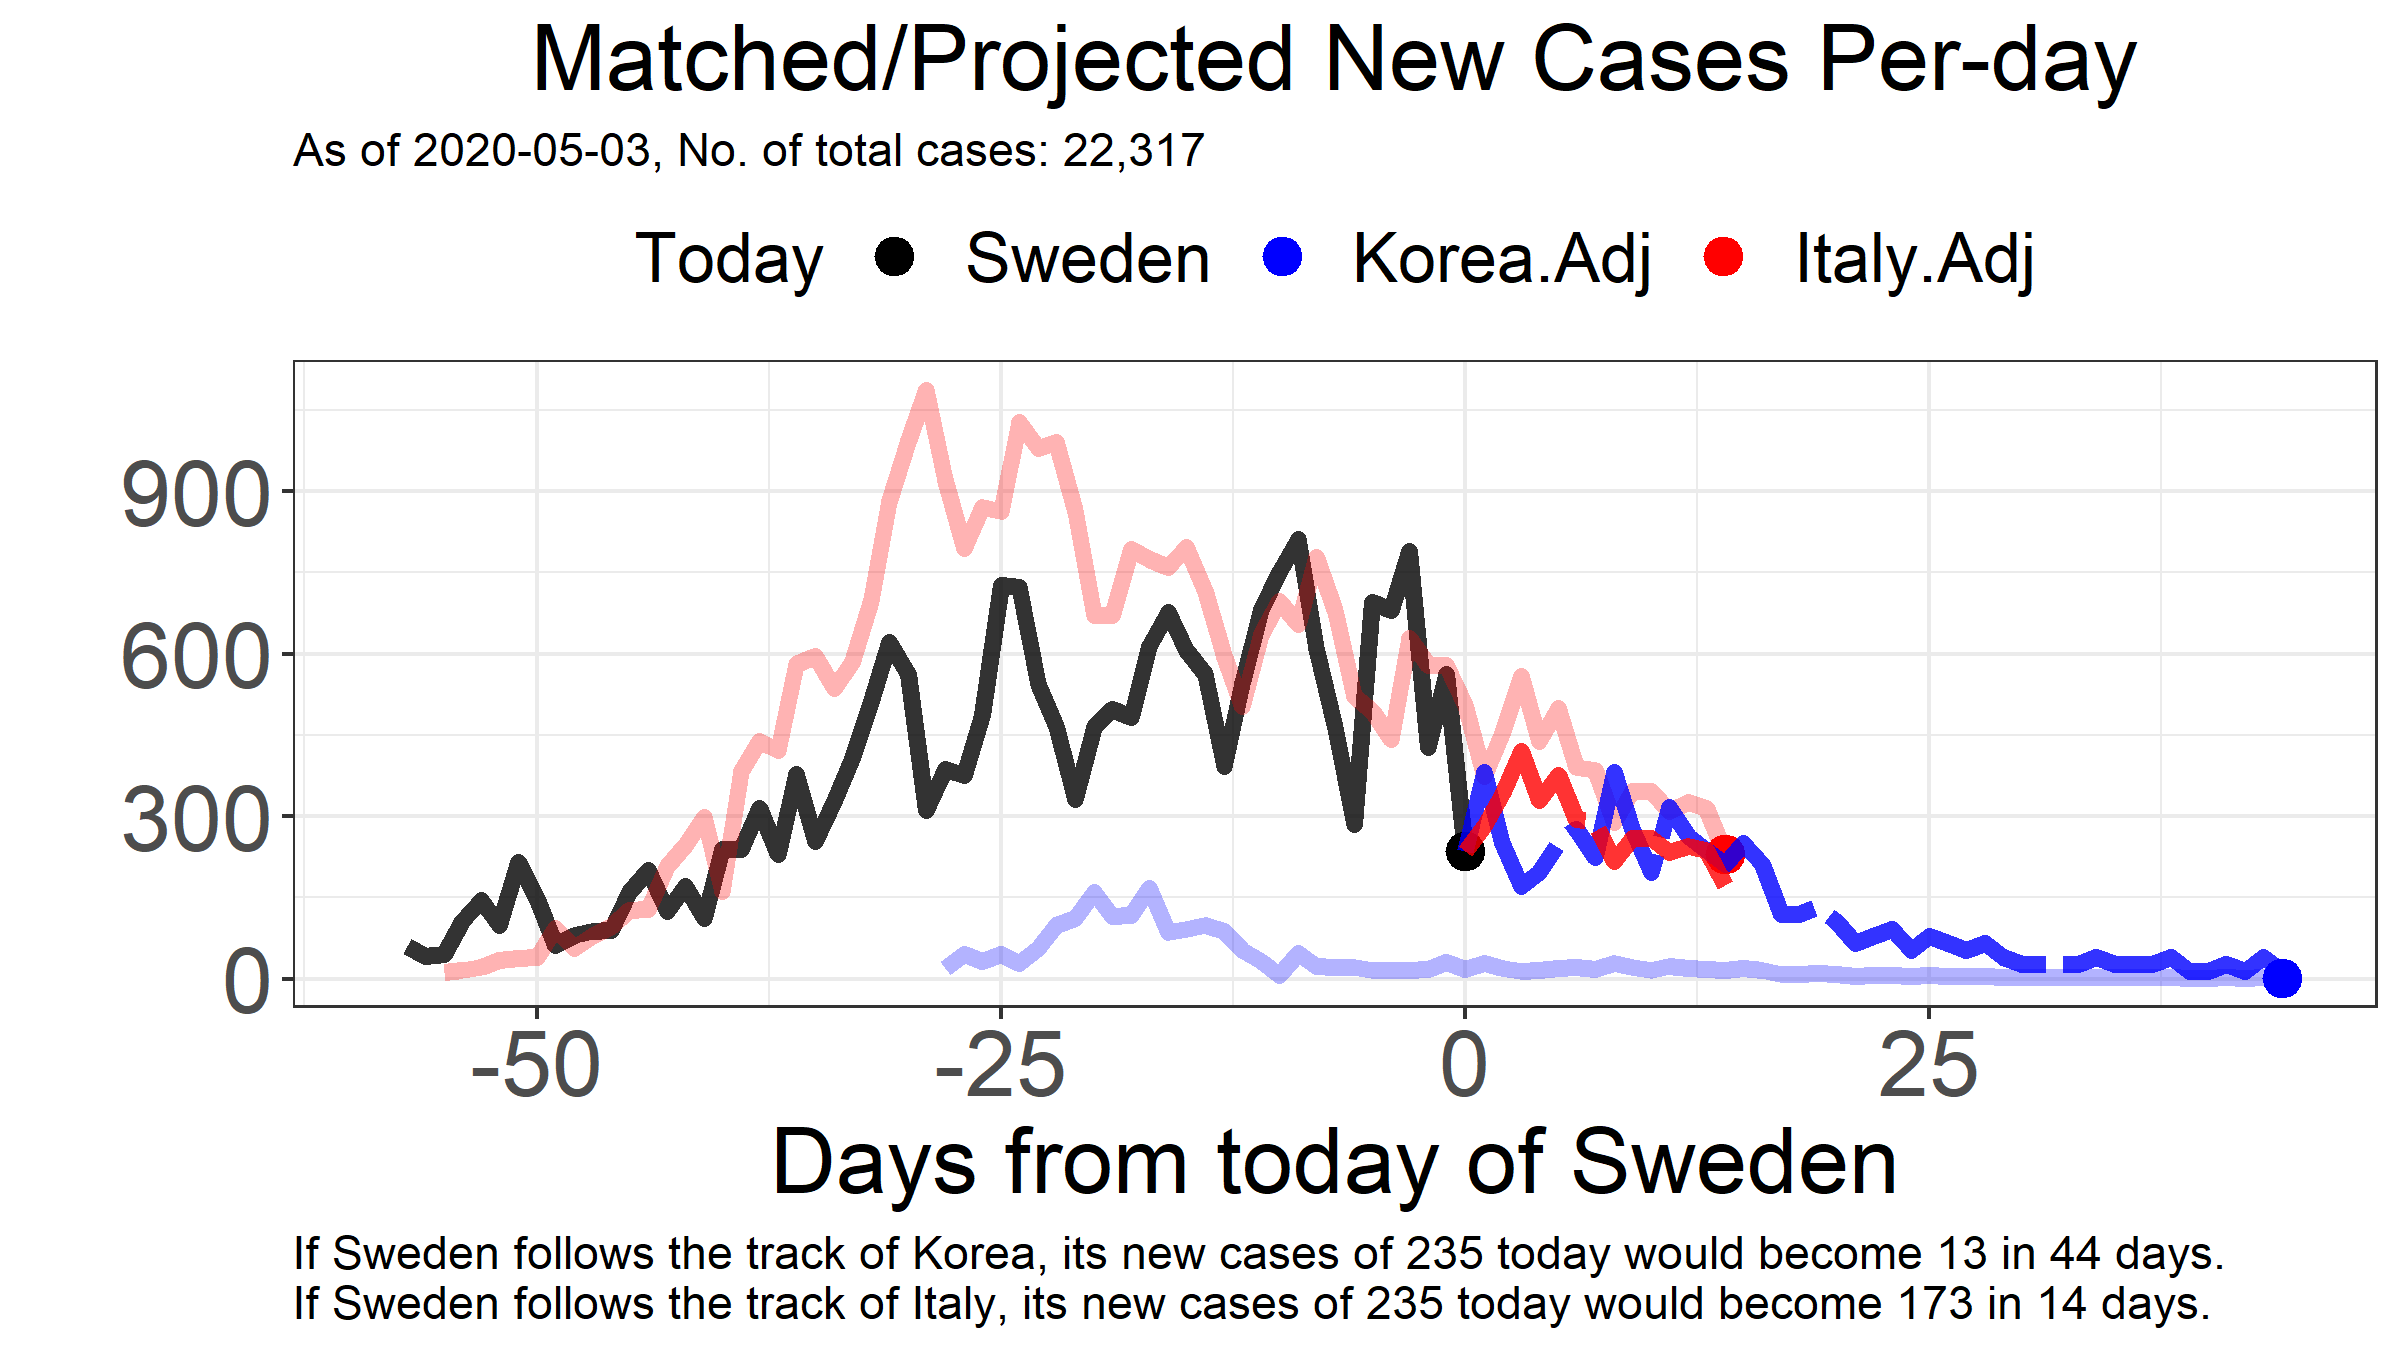 Matched/Projected New Cases Per-day
As of 2020-05-03, No. of total cases: 22,317
Today Sweden Korea.Adj Italy.Adj
900
600
300
0
-50 -25 0 25
Days from today of Sweden
If Sweden follows the track of Korea, its new cases of 235 today would become 13 in 44 days.
If Sweden follows the track of Italy, its new cases of 235 today would become 173 in 14 days.